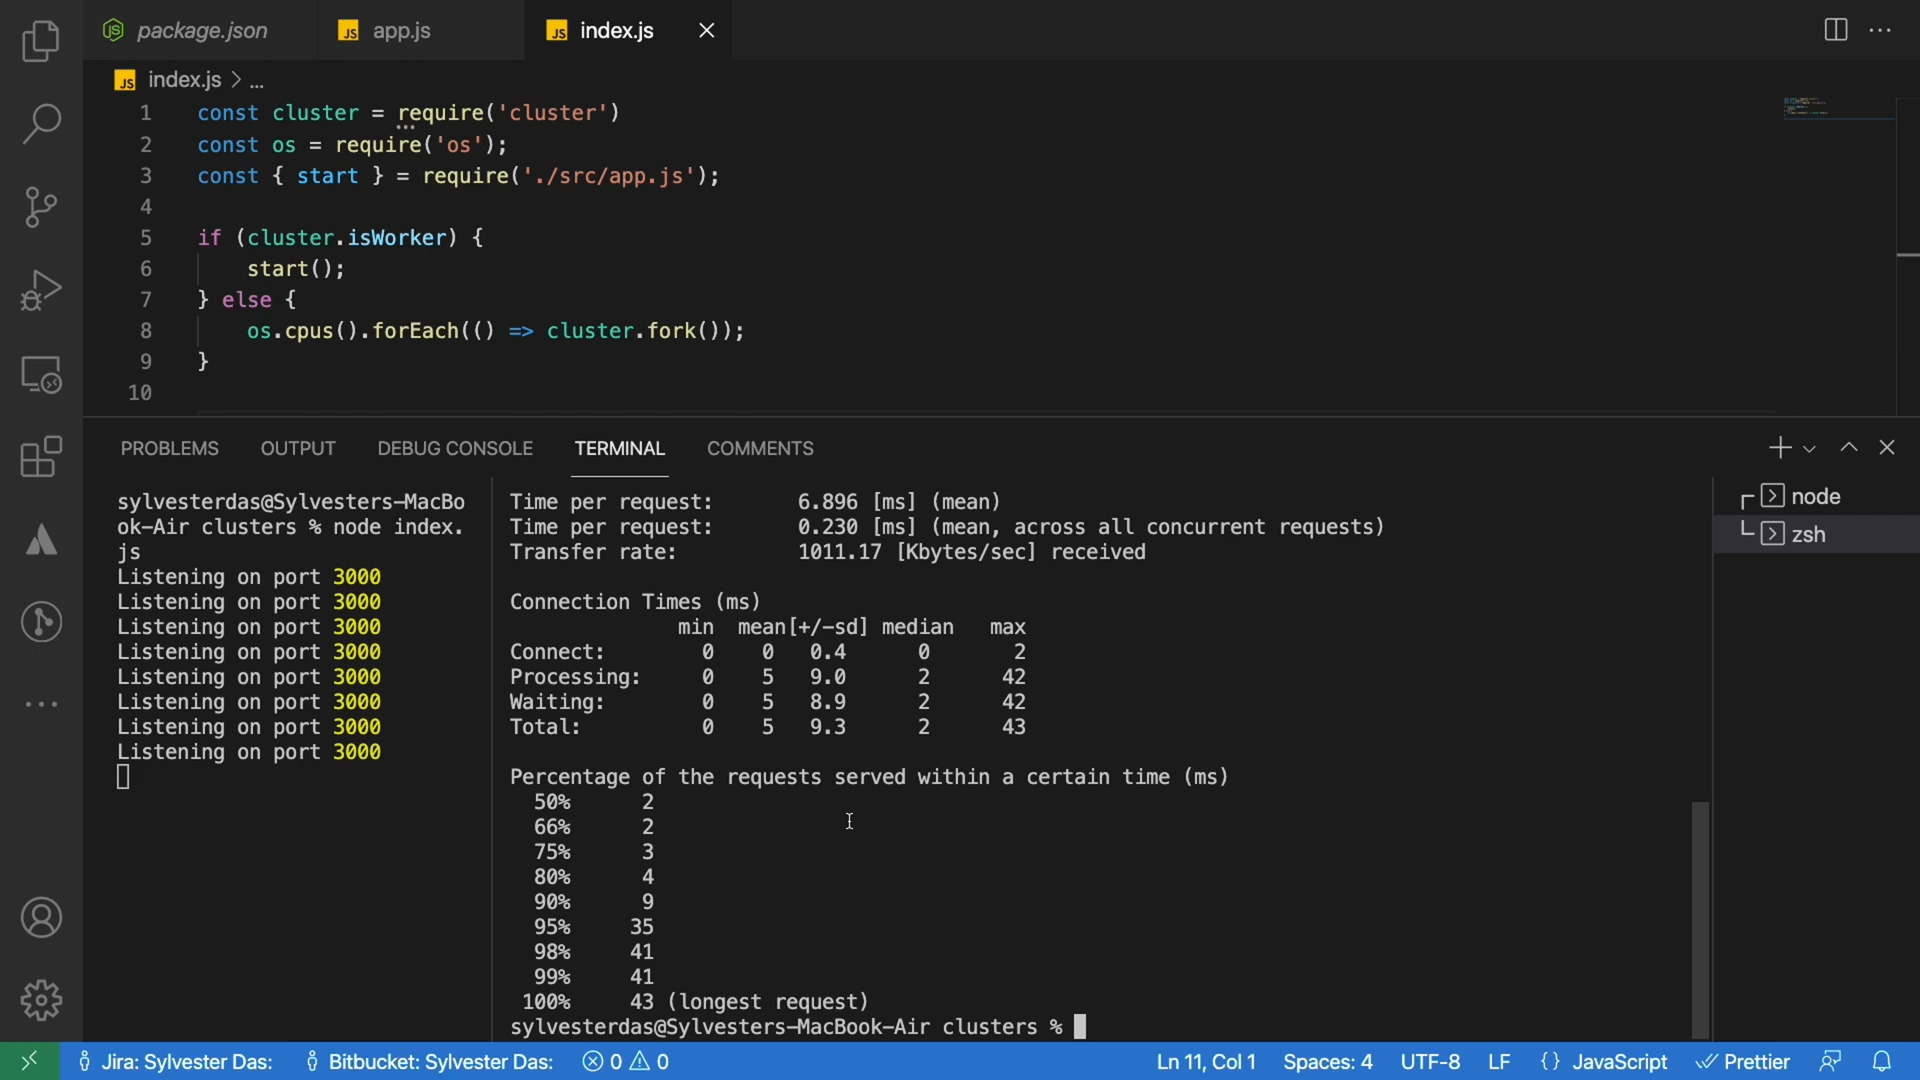 package.json
JS app.js
JS index.js
JS index.js > ...
1 const cluster = require('cluster')
2 const os = require('os');
3 const { start } = require('./src/app.js');
4
5 if (cluster.isWorker) {
6 start();
7 } else {
8 os.cpus().forEach(() => cluster.fork());
9 }
10
PROBLEMS OUTPUT DEBUG CONSOLE TERMINAL COMMENTS
sylvesterdas@Sylvesters-MacBo
ok-Air clusters % node index.
js
Listening on port 3000
Listening on port 3000
Listening on port 3000
Listening on port 3000
Listening on port 3000
Listening on port 3000
Listening on port 3000
Listening on port 3000
Time per request: 6.896 [ms] (mean)
Time per request: 0.230 [ms] (mean, across all concurrent requests)
Transfer rate: 1011.17 [Kbytes/sec] received
Connection Times (ms)
min mean[+/-sd] median max
Connect: 0 0 0.4 0 2
Processing: 0 5 9.0 2 42
Waiting: 0 5 8.9 2 42
Total: 0 5 9.3 2 43
Percentage of the requests served within a certain time (ms)
50% 2
66% 2
75% 3
80% 4
90% 9
95% 35
98% 41
99% 41
100% 43 (longest request)
sylvesterdas@Sylvesters-MacBook-Air clusters %
node
zsh
Jira: Sylvester Das: Bitbucket: Sylvester Das: 0 0 Ln 11, Col 1 Spaces: 4 UTF-8 LF {} JavaScript Prettier